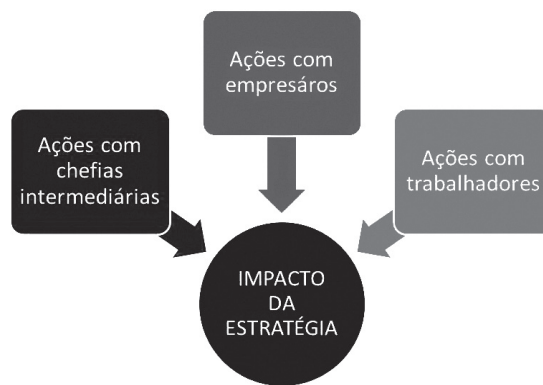 Ações com
empresáros
Ações com
chefias
intermediárias
Ações com
trabalhadores
IMPACTO
DA
ESTRATÉGIA